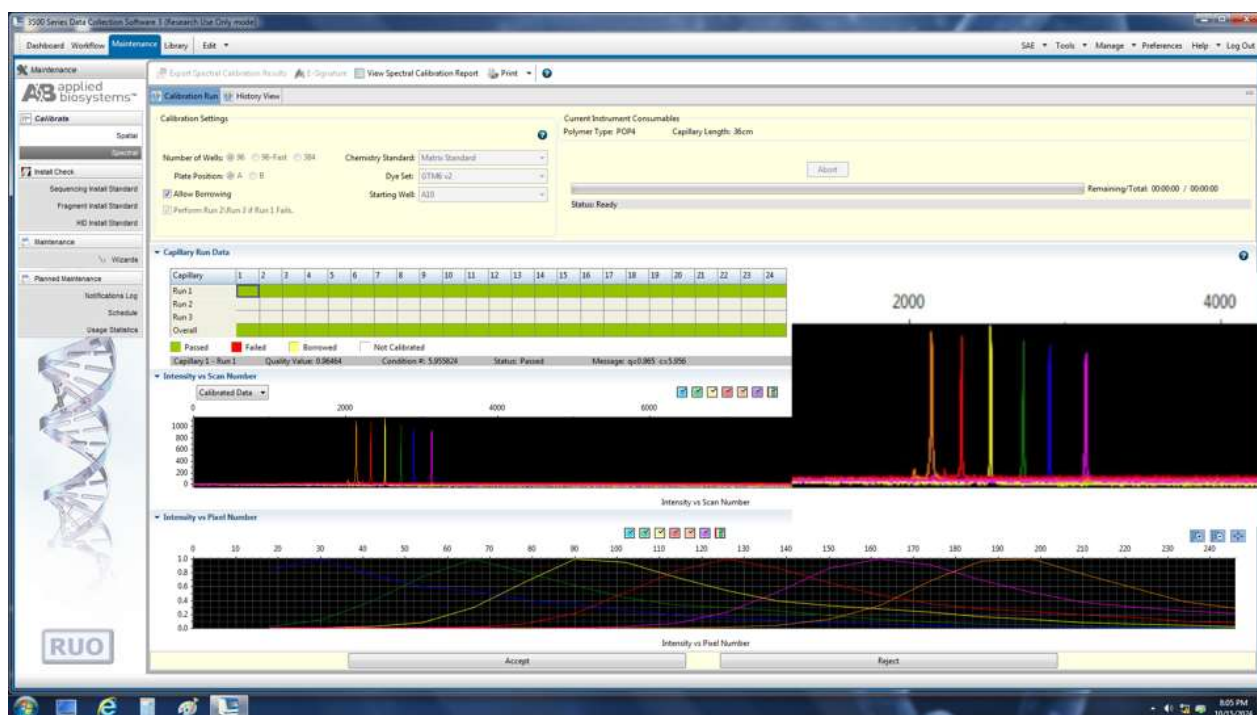 3500 Series Data Collection Software 3 (Research Use Only mode)
Dashboard Workflow Maintenance Library Edit
SAE Tools Manage Preferences Help Log Out
Maintenance
Export Spectral Calibration Results E-Signature View Spectral Calibration Report Print
AB applied biosystems™
Calibration Run History View
Calibrate
Spatial
Spectral
Install Check
Sequencing Install Standard
Fragment Install Standard
HID Install Standard
Maintenance
Wizards
Planned Maintenance
Notifications Log
Schedule
Usage Statistics
RUO
Calibration Settings
Number of Wells: 96 96-Fast 384
Chemistry Standard: Matrix Standard
Plate Position: A B
Dye Set: GTM6 v2
Allow Borrowing
Starting Well: A10
Perform Run 2\Run 3 if Run 1 Fails.
Current Instrument Consumables
Polymer Type: POP4 Capillary Length: 36cm
Abort
Remaining/Total: 00:00:00 / 00:00:00
Status: Ready
Capillary Run Data
Capillary 1 2 3 4 5 6 7 8 9 10 11 12 13 14 15 16 17 18 19 20 21 22 23 24
Run 1
Run 2
Run 3
Overall
Passed Failed Borrowed Not Calibrated
Capillary 1 - Run 1 Quality Value: 0.96464 Condition #: 5.955824 Status: Passed Message: q=0.965 c=5.956
Intensity vs Scan Number
Calibrated Data
0 2000 4000 6000
1000
800
600
400
200
0
Intensity vs Scan Number
2000 4000
Intensity vs Pixel Number
0 10 20 30 40 50 60 70 80 90 100 110 120 130 140 150 160 170 180 190 200 210 220 230 240
1.0
0.8
0.6
0.4
0.2
0.0
Intensity vs Pixel Number
Accept Reject
8:05 PM
10/15/2024